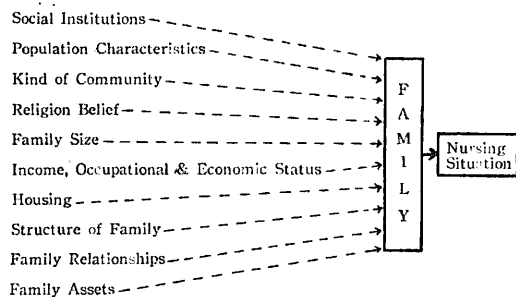 Social Institutions
Population Characteristics
Kind of Community
Religion Belief
Family Size
Income, Occupational & Economic Status
Housing
Structure of Family
Family Relationships
Family Assets
FAMILY
Nursing
Situation